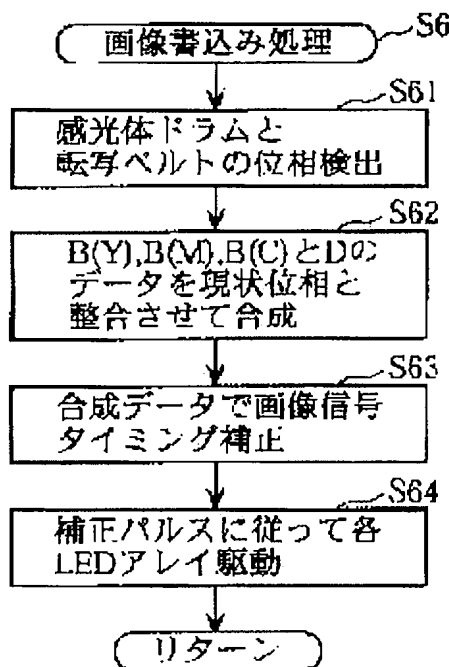 画像書込み処理
S6
S61
感光体ドラムと
転写ベルトの位相検出
S62
B(Y),B(M),B(C)とDの
データを現状位相と
整合させて合成
S63
合成データで画像信号
タイミング補正
S64
補正パルスに従って各
LEDアレイ駆動
リターン